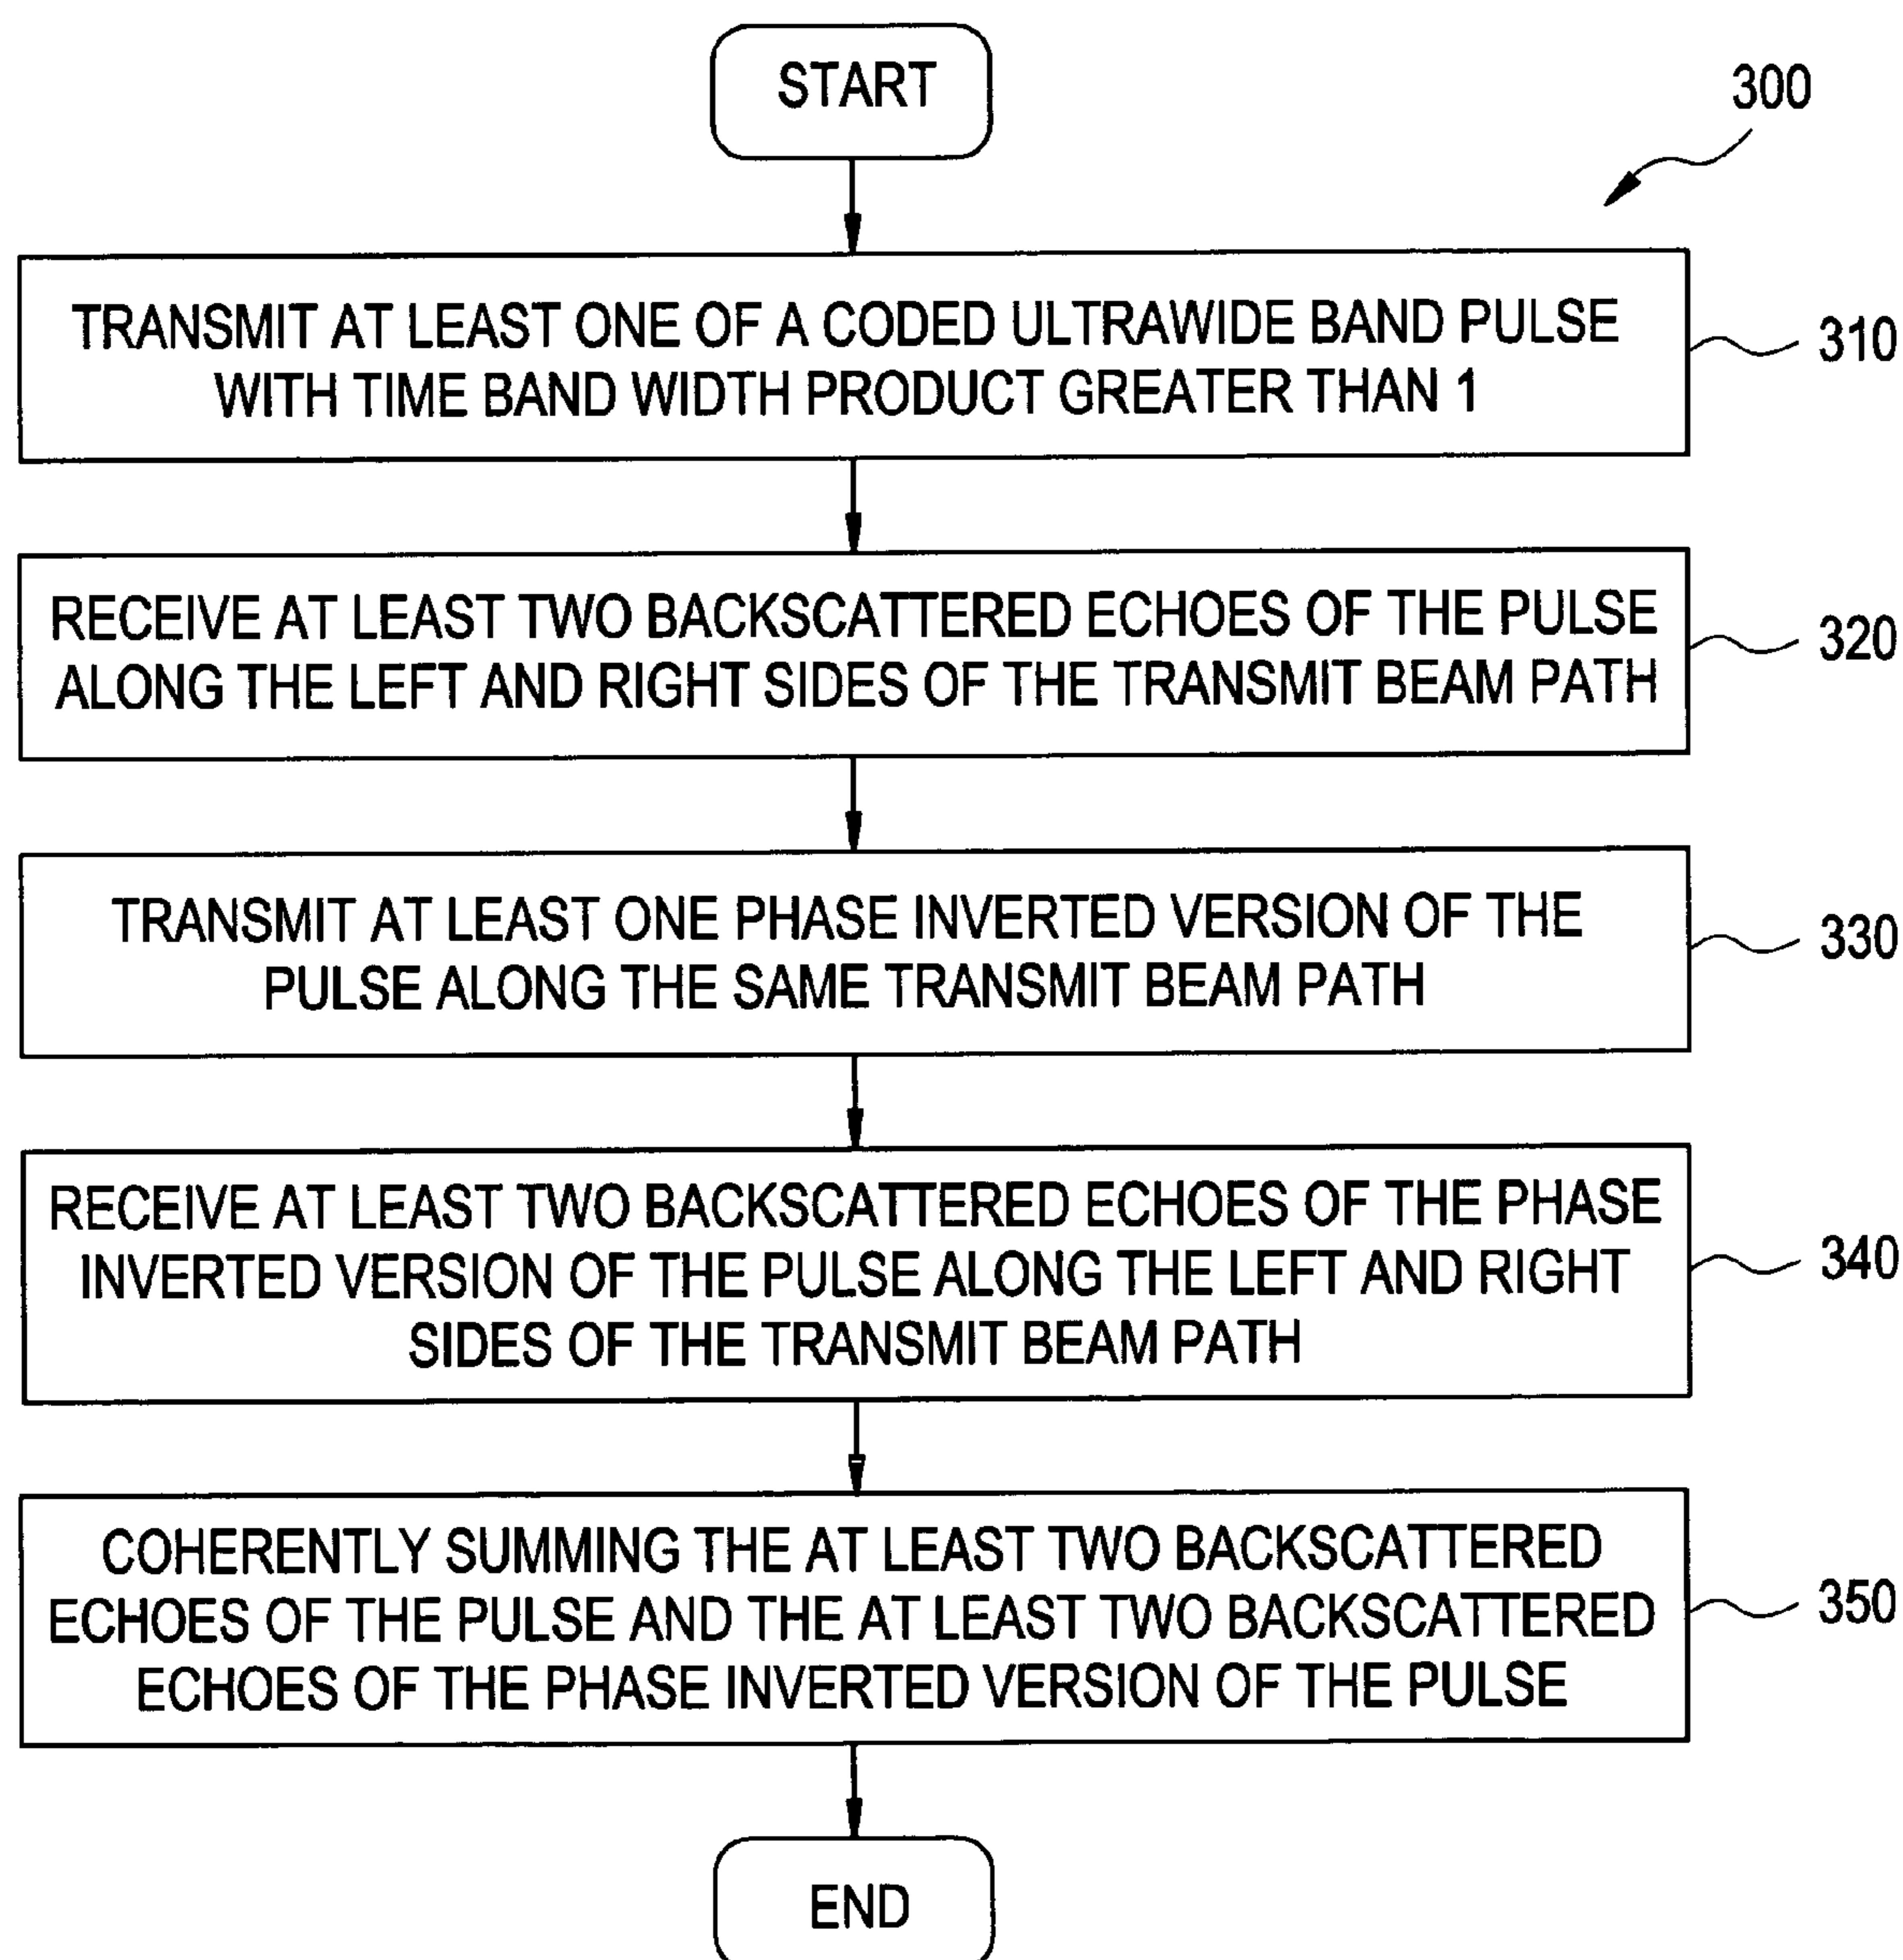 START
300
TRANSMIT AT LEAST ONE OF A CODED ULTRAWIDE BAND PULSE
WITH TIME BAND WIDTH PRODUCT GREATER THAN 1
310
RECEIVE AT LEAST TWO BACKSCATTERED ECHOES OF THE PULSE
ALONG THE LEFT AND RIGHT SIDES OF THE TRANSMIT BEAM PATH
320
TRANSMIT AT LEAST ONE PHASE INVERTED VERSION OF THE
PULSE ALONG THE SAME TRANSMIT BEAM PATH
330
RECEIVE AT LEAST TWO BACKSCATTERED ECHOES OF THE PHASE
INVERTED VERSION OF THE PULSE ALONG THE LEFT AND RIGHT
SIDES OF THE TRANSMIT BEAM PATH
340
COHERENTLY SUMMING THE AT LEAST TWO BACKSCATTERED
ECHOES OF THE PULSE AND THE AT LEAST TWO BACKSCATTERED
ECHOES OF THE PHASE INVERTED VERSION OF THE PULSE
350
END